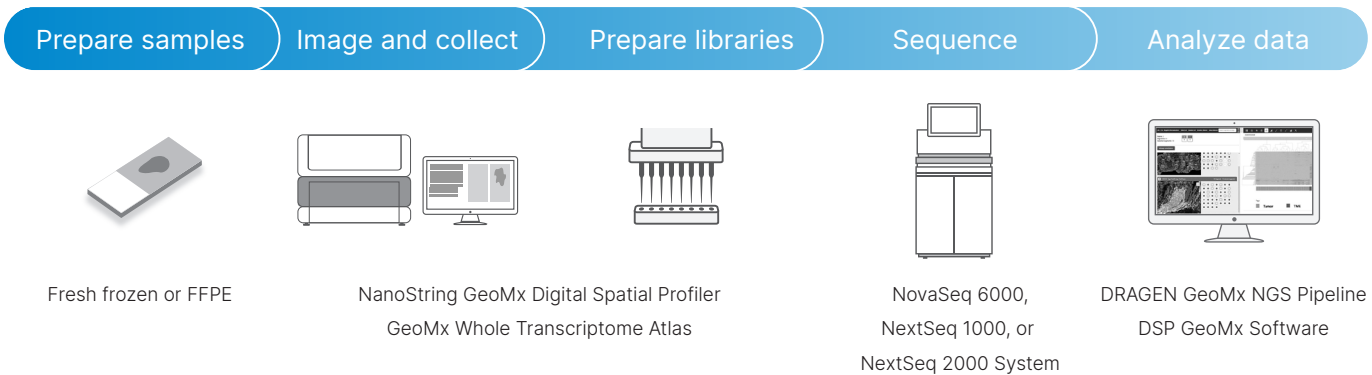 Prepare samples
Image and collect
Prepare libraries
Sequence
Analyze data
Fresh frozen or FFPE
NanoString GeoMx Digital Spatial Profiler
GeoMx Whole Transcriptome Atlas
NovaSeq 6000,
NextSeq 1000, or
NextSeq 2000 System
DRAGEN GeoMx NGS Pipeline
DSP GeoMx Software
Tumor